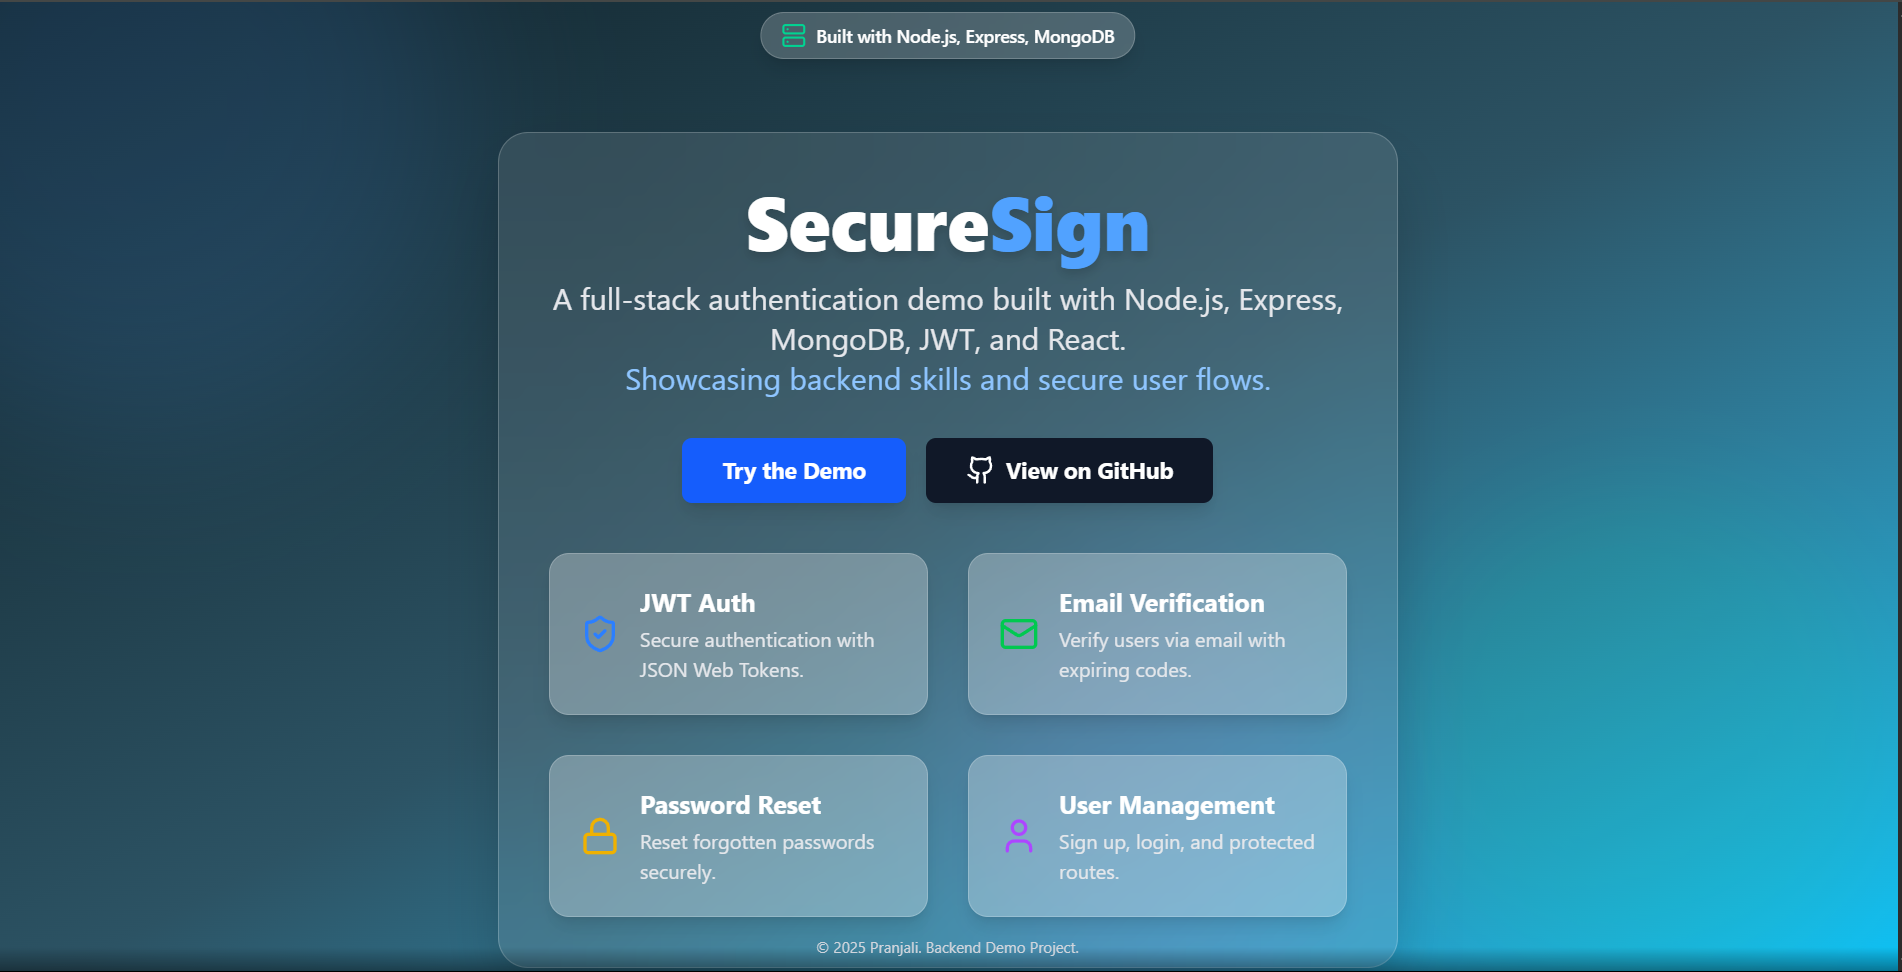 Built with Node.js, Express, MongoDB
SecureSign
A full-stack authentication demo built with Node.js, Express,
MongoDB, JWT, and React.
Showcasing backend skills and secure user flows.
Try the Demo
View on GitHub
JWT Auth
Secure authentication with
JSON Web Tokens.
Email Verification
Verify users via email with
expiring codes.
Password Reset
Reset forgotten passwords
securely.
User Management
Sign up, login, and protected
routes.
© 2025 Pranjali. Backend Demo Project.